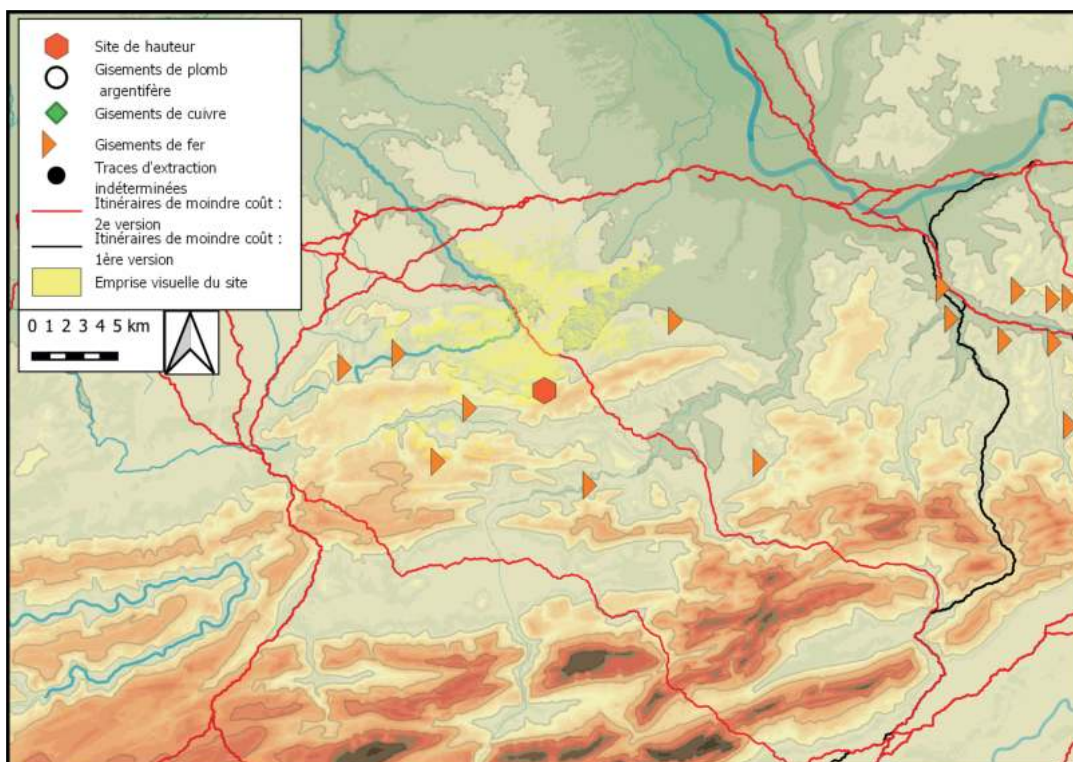 Site de hauteur
Gisements de plomb
argentifère
Gisements de cuivre
Gisements de fer
Traces d'extraction
indéterminées
Itinéraires de moindre coût :
2e version
Itinéraires de moindre coût :
1ère version
Emprise visuelle du site
0 1 2 3 4 5 km